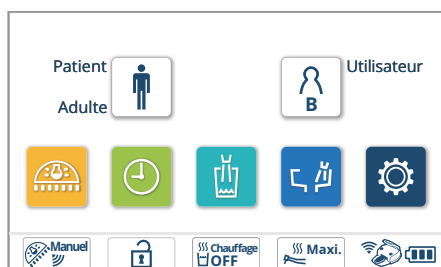 Patient
Utilisateur
Adulte
B
Manuel
Chauffage
OFF
Maxi.